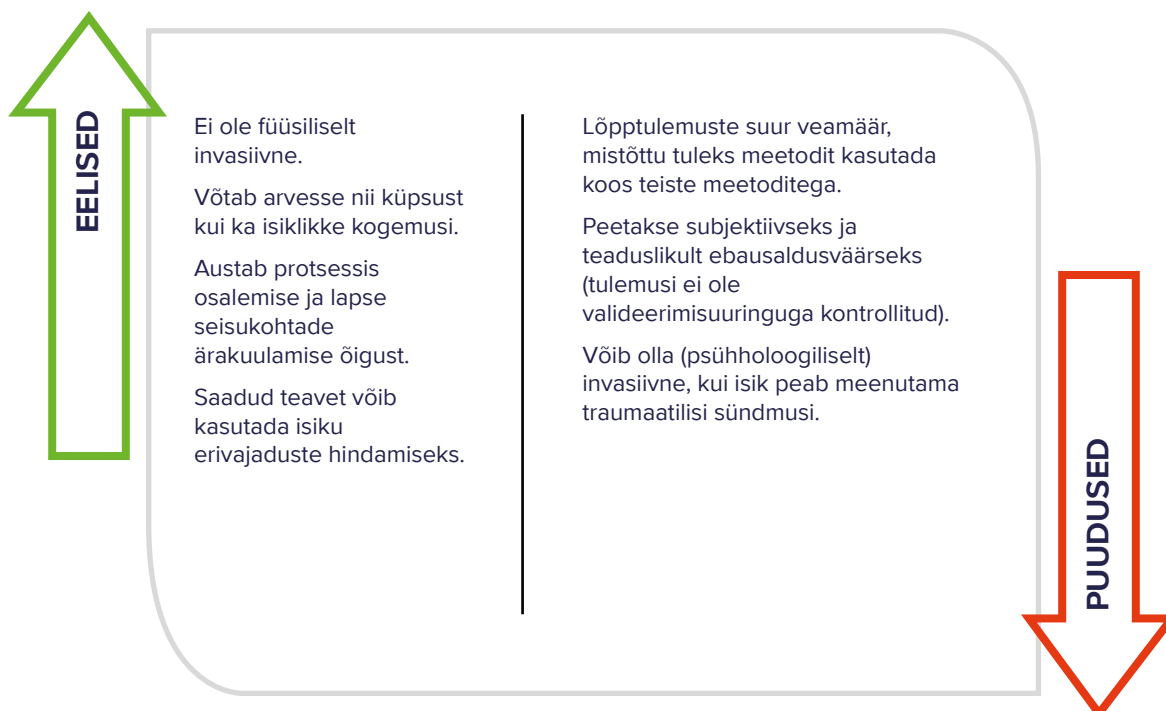 EELISED
Ei ole füüsiliselt
invasiivne.
Võtab arvesse nii küpsust
kui ka isiklikke kogemusi.
Austab protsessis
osalemise ja lapse
seisukohtade
ärakuulamise õigust.
Saadud teavet võib
kasutada isiku
erivajaduste hindamiseks.
Lõpptulemuste suur veamäär,
mistõttu tuleks meetodit kasutada
koos teiste meetoditega.
Peetakse subjektiivseks ja
teaduslikult ebausaldusväärseks
(tulemusi ei ole
valideerimisuuringuga kontrollitud).
Võib olla (psühholoogiliselt)
invasiivne, kui isik peab meenutama
traumaatilisi sündmusi.
PUUDUSED